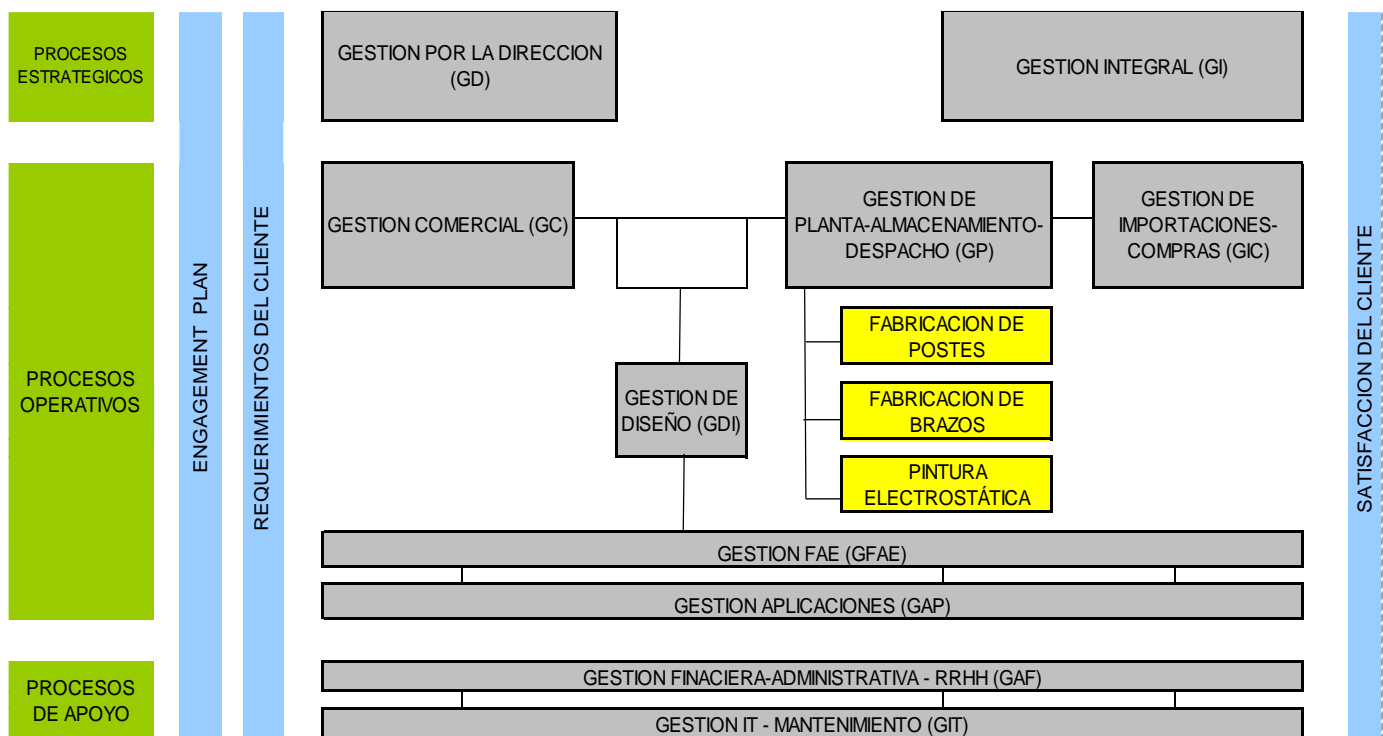 PROCESOS
ESTRATEGICOS
ENGAGEMENT PLAN
REQUERIMIENTOS DEL CLIENTE
GESTION POR LA DIRECCION
(GD)
GESTION INTEGRAL (GI)
SATISFACCION DEL CLIENTE
PROCESOS
OPERATIVOS
GESTION COMERCIAL (GC)
GESTION DE
PLANTA-ALMACENAMIENTO-
DESPACHO (GP)
GESTION DE
IMPORTACIONES-
COMPRAS (GIC)
FABRICACION DE
POSTES
GESTION DE
DISEÑO (GDI)
FABRICACION DE
BRAZOS
PINTURA
ELECTROSTÁTICA
GESTION FAE (GFAE)
GESTION APLICACIONES (GAP)
PROCESOS
DE APOYO
GESTION FINACIERA-ADMINISTRATIVA - RRHH (GAF)
GESTION IT - MANTENIMIENTO (GIT)